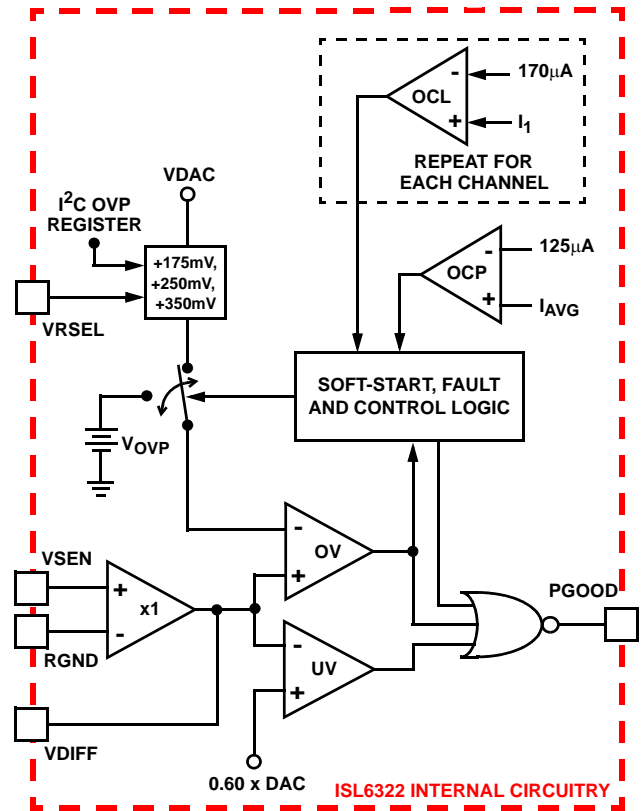 170µA
-
OCL
+
I1
REPEAT FOR
EACH CHANNEL
VDAC
I2C OVP
REGISTER
+175mV,
+250mV,
+350mV
VRSEL
-
125µA
OCP
+
IAVG
SOFT-START, FAULT
AND CONTROL LOGIC
VOVP
-
OV
+
VSEN
+
x1
-
RGND
VDIFF
-
UV
+
PGOOD
0.60 x DAC
ISL6322 INTERNAL CIRCUITRY